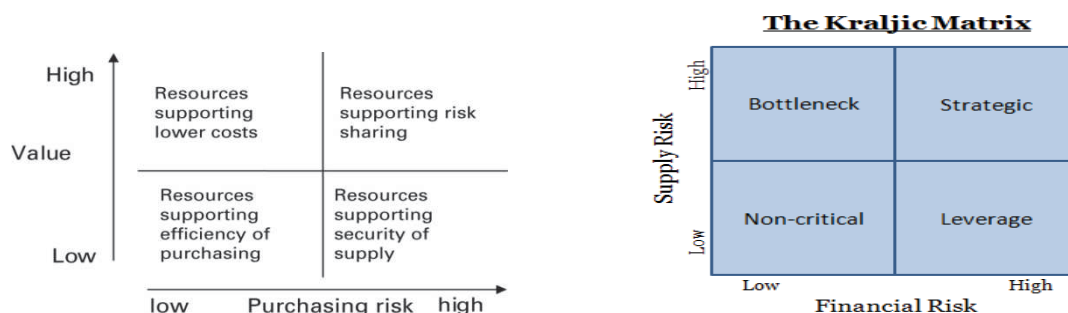 High
Value
Low
Resources
supporting
lower costs
Resources
supporting risk
sharing
Resources
supporting
efficiency of
purchasing
Resources
supporting
security of
supply
low Purchasing risk high
The Kraljic Matrix
High
Supply Risk
Low
Bottleneck
Strategic
Non-critical
Leverage
Low
High
Financial Risk